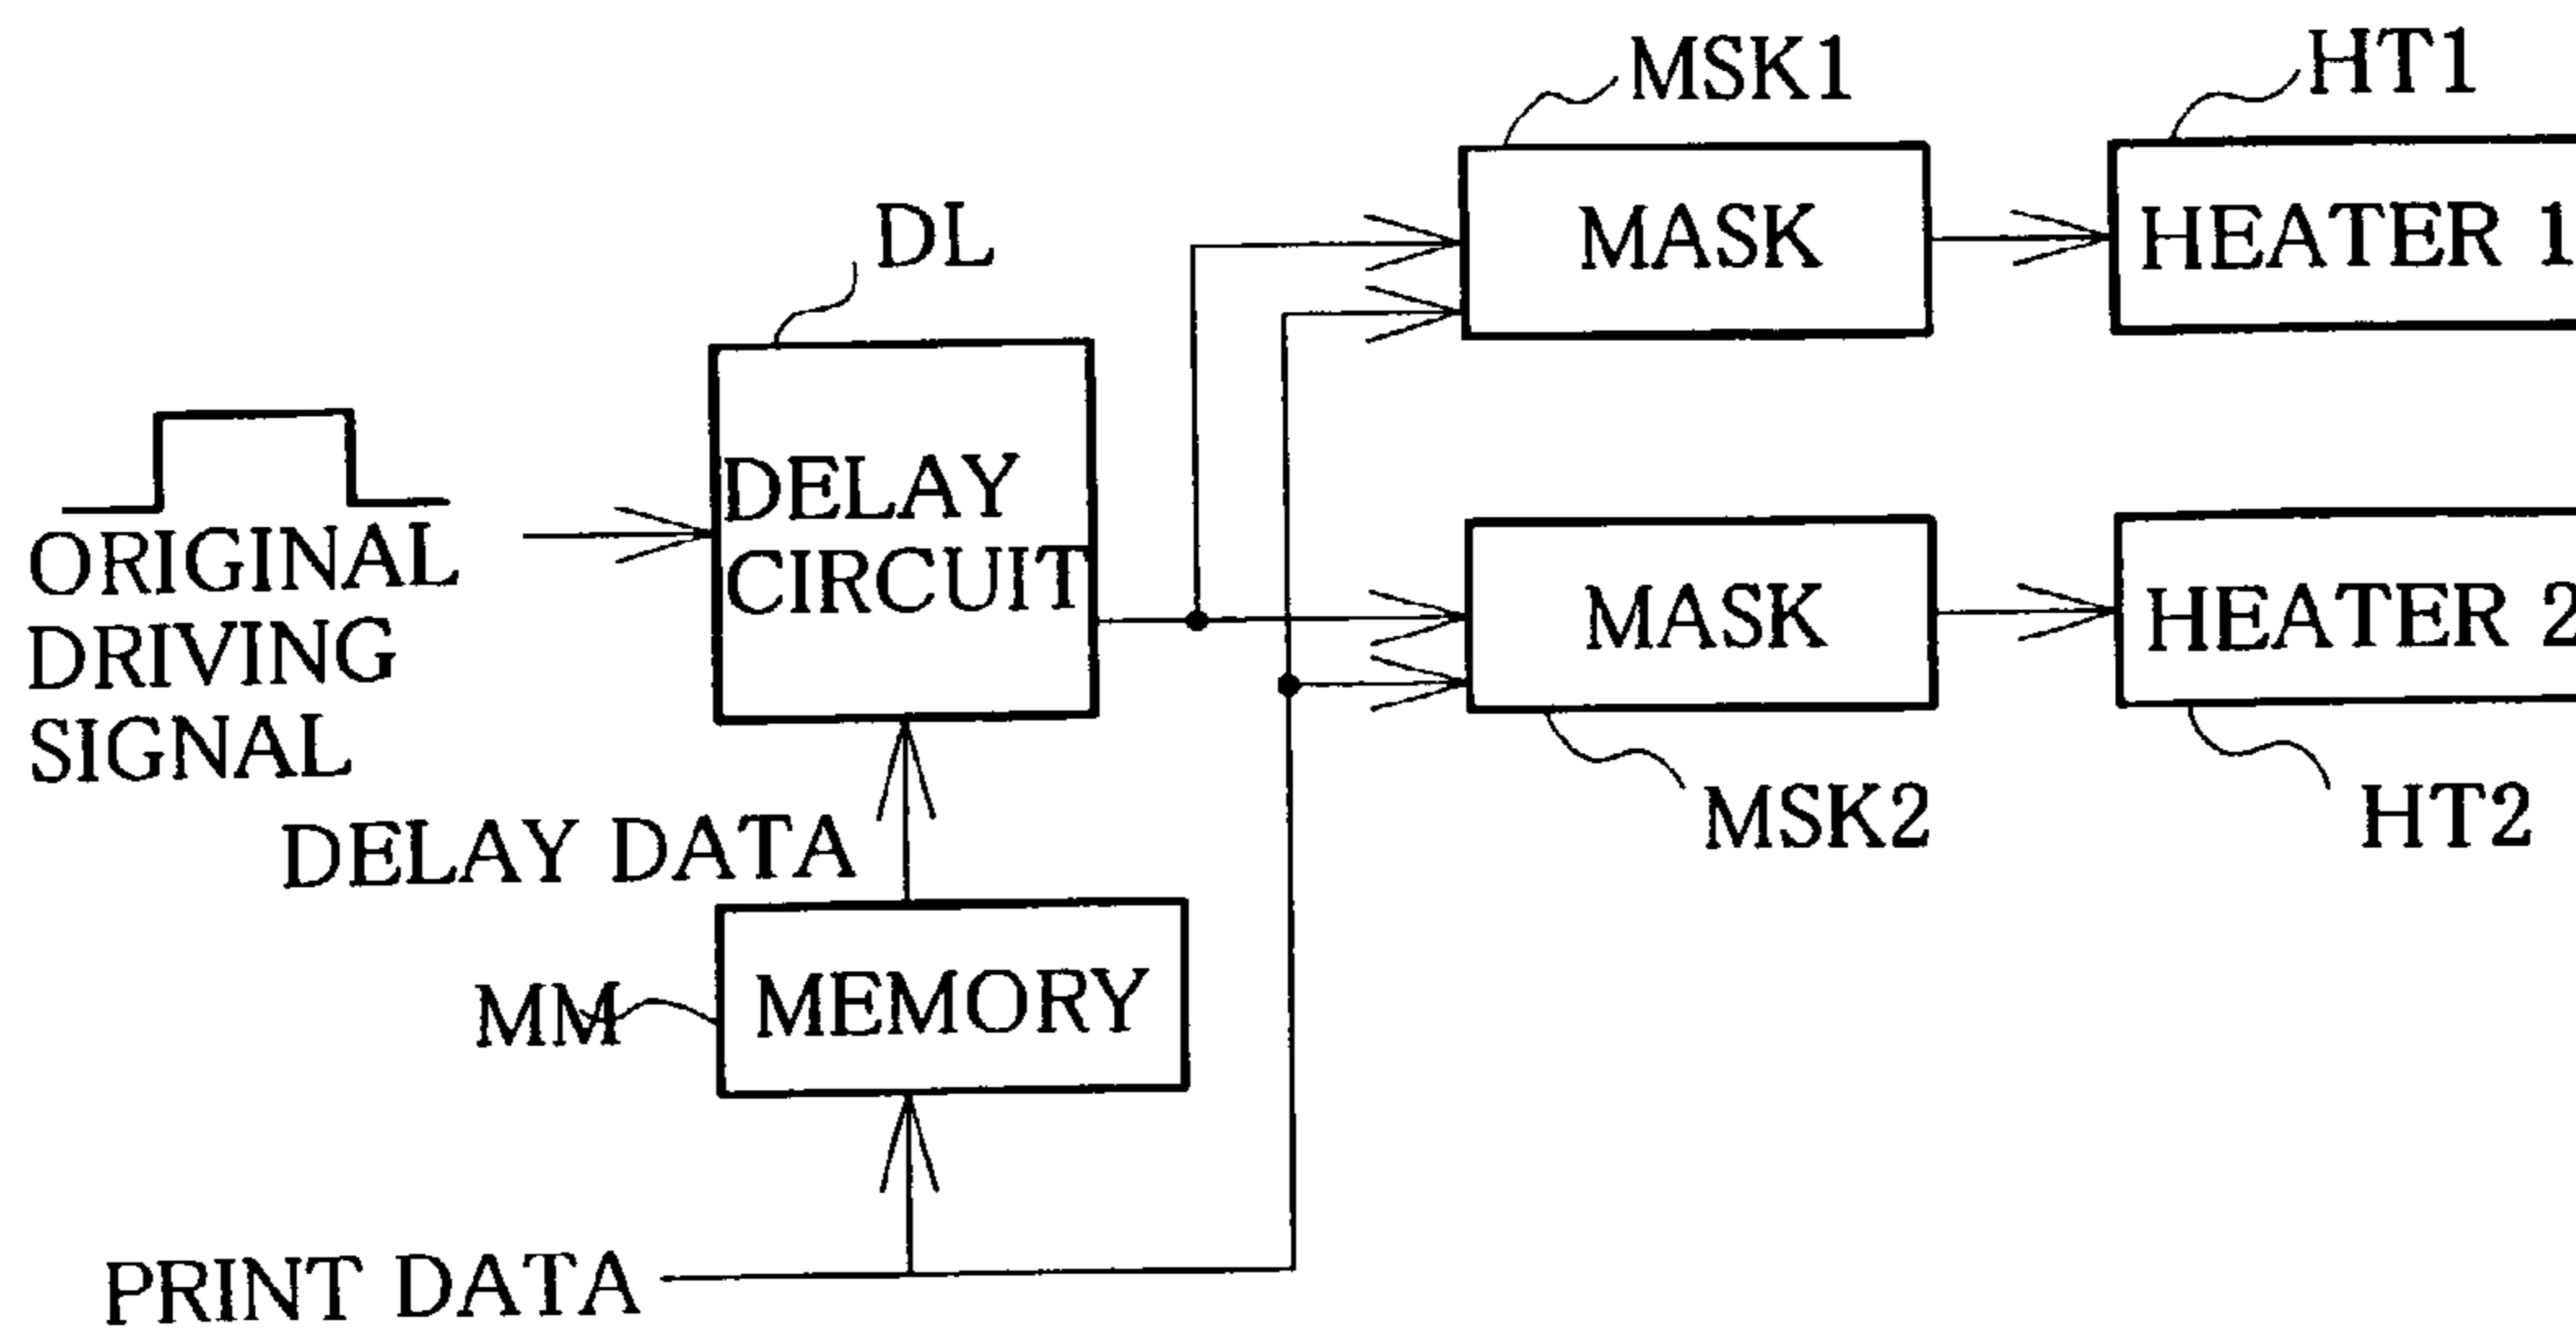 MSK1
HT1
DL
MASK
HEATER 1
DELAY
CIRCUIT
ORIGINAL
DRIVING
SIGNAL
MASK
HEATER 2
MSK2
HT2
DELAY DATA
MM
MEMORY
PRINT DATA